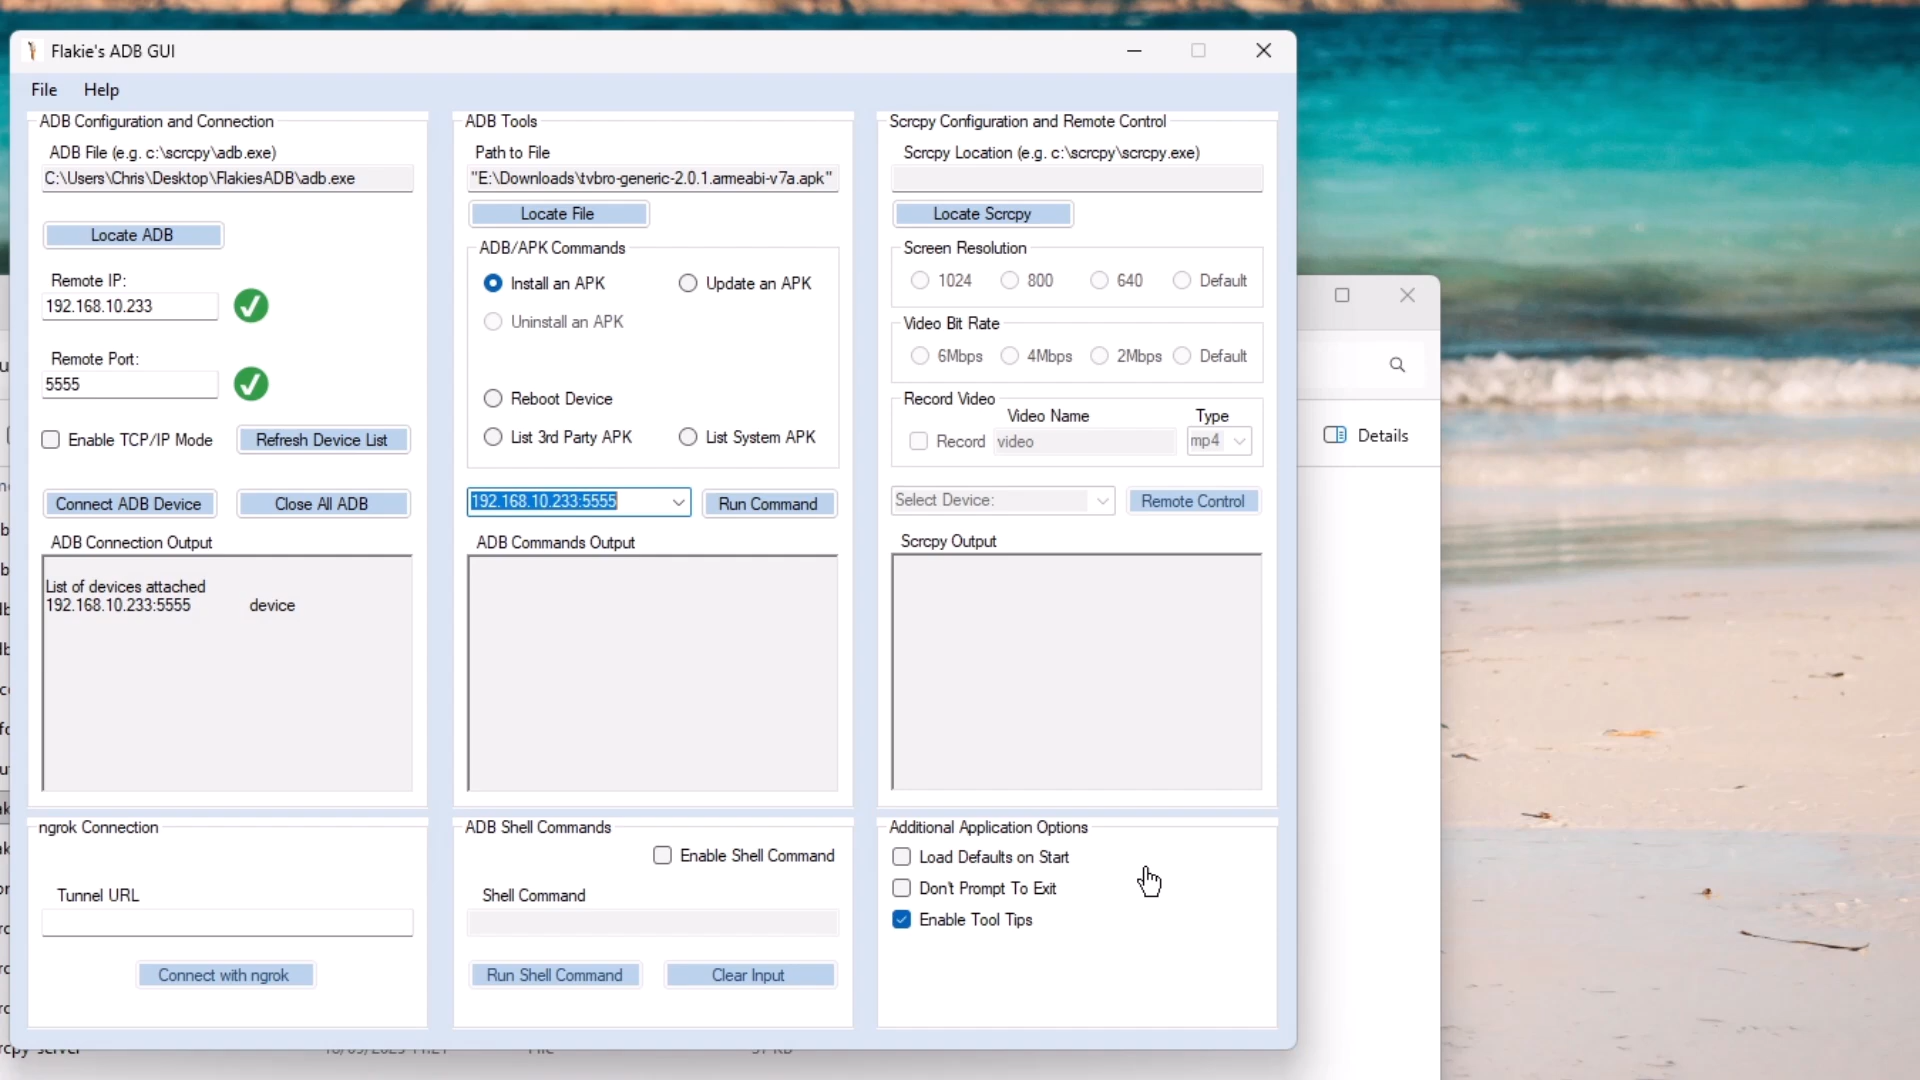 Flakie's ADB GUI
File Help
ADB Configuration and Connection
ADB File (e.g. c:\scrcpy\adb.exe)
C:\Users\Chris\Desktop\FlakiesADB\adb.exe
Locate ADB
Remote IP:
192.168.10.233
Remote Port:
5555
Enable TCP/IP Mode Refresh Device List
Connect ADB Device Close All ADB
ADB Connection Output
List of devices attached
192.168.10.233:5555 device
ngrok Connection
Tunnel URL
Connect with ngrok
ADB Tools
Path to File
"E:\Downloads\tvbro-generic-2.0.1.armeabi-v7a.apk"
Locate File
ADB/APK Commands
Install an APK Update an APK
Uninstall an APK
Reboot Device
List 3rd Party APK List System APK
192.168.10.233:5555 Run Command
ADB Commands Output
ADB Shell Commands
Enable Shell Command
Shell Command
Run Shell Command Clear Input
Scrcpy Configuration and Remote Control
Scrcpy Location (e.g. c:\scrcpy\scrcpy.exe)
Locate Scrcpy
Screen Resolution
1024 800 640 Default
Video Bit Rate
6Mbps 4Mbps 2Mbps Default
Record Video
Video Name Type
Record video mp4
Select Device: Remote Control
Scrcpy Output
Additional Application Options
Load Defaults on Start
Don't Prompt To Exit
Enable Tool Tips
Details